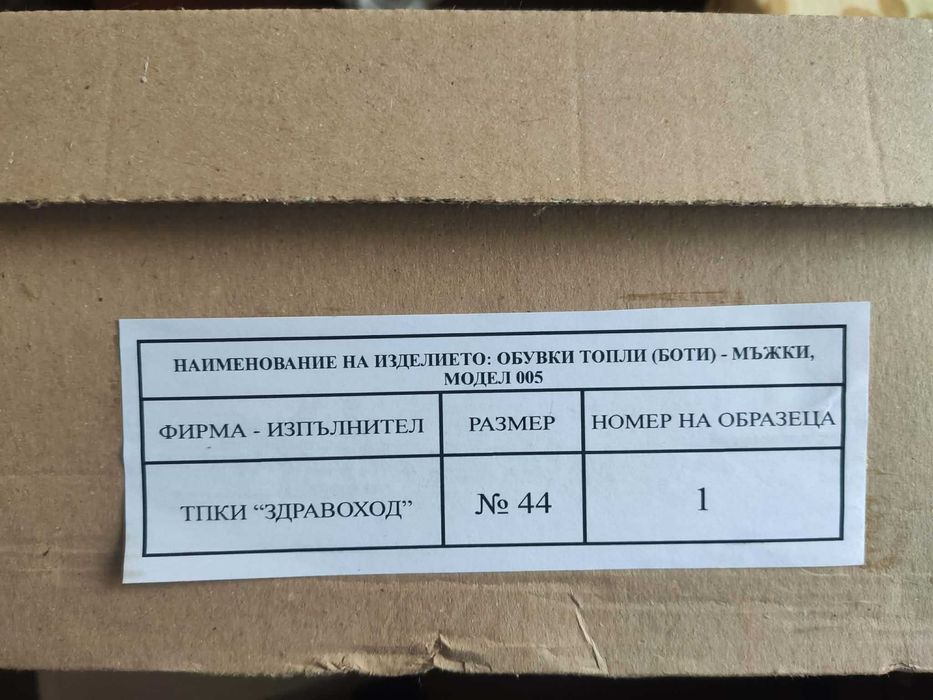 НАИМЕНОВАНИЕ НА ИЗДЕЛИЕТО: ОБУВКИ ТОПЛИ (БОТИ) - МЪЖКИ,
МОДЕЛ 005
ФИРМА - ИЗПЪЛНИТЕЛ РАЗМЕР НОМЕР НА ОБРАЗЕЦА
ТПКИ “ЗДРАВОХОД” № 44 1